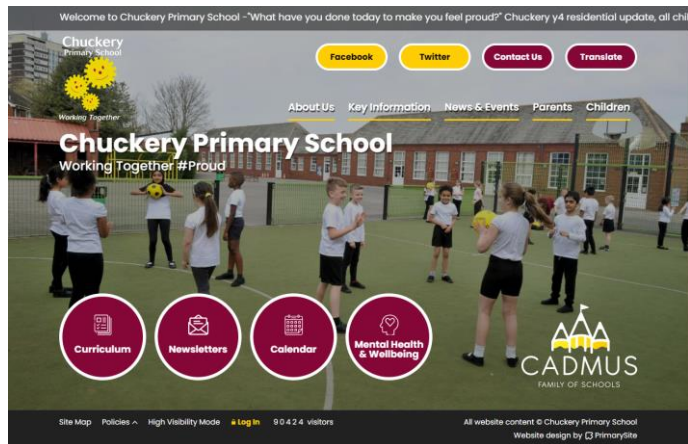 Welcome to Chuckery Primary School -"What have you done today to make you feel proud?" Chuckery y4 residential update, all chil
Chuckery
Primary School
Working Together
Facebook
Twitter
Contact Us
Translate
About Us
Key Information
News & Events
Parents
Children
Chuckery Primary School
Working Together #Proud
Curriculum
Newsletters
Calendar
Mental Health
& Wellbeing
CADMUS
FAMILY OF SCHOOLS
Site Map
Policies
High Visibility Mode
Log In
90424 visitors
All website content © Chuckery Primary School
Website design by PrimarySite